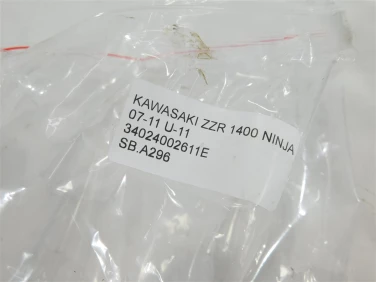 KAWASAKI ZZR 1400 NINJA
07-11 U-11
34024002611E
SB.A296